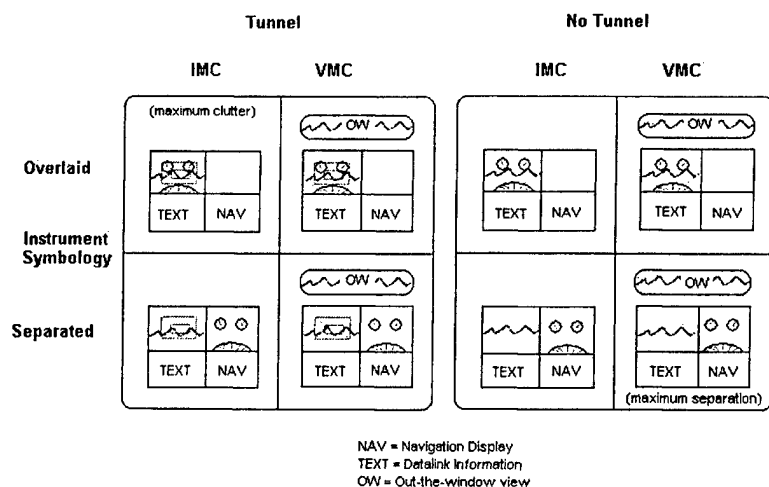 Tunnel No Tunnel
IMC VMC IMC VMC
(maximum clutter)
OW OW
Overlaid
TEXT NAV TEXT NAV TEXT NAV TEXT NAV
Instrument
Symbology
OW OW
Separated
TEXT NAV TEXT NAV TEXT NAV TEXT NAV
(maximum separation)
NAV = Navigation Display
TEXT = Datalink Information
OW = Out-the-window view